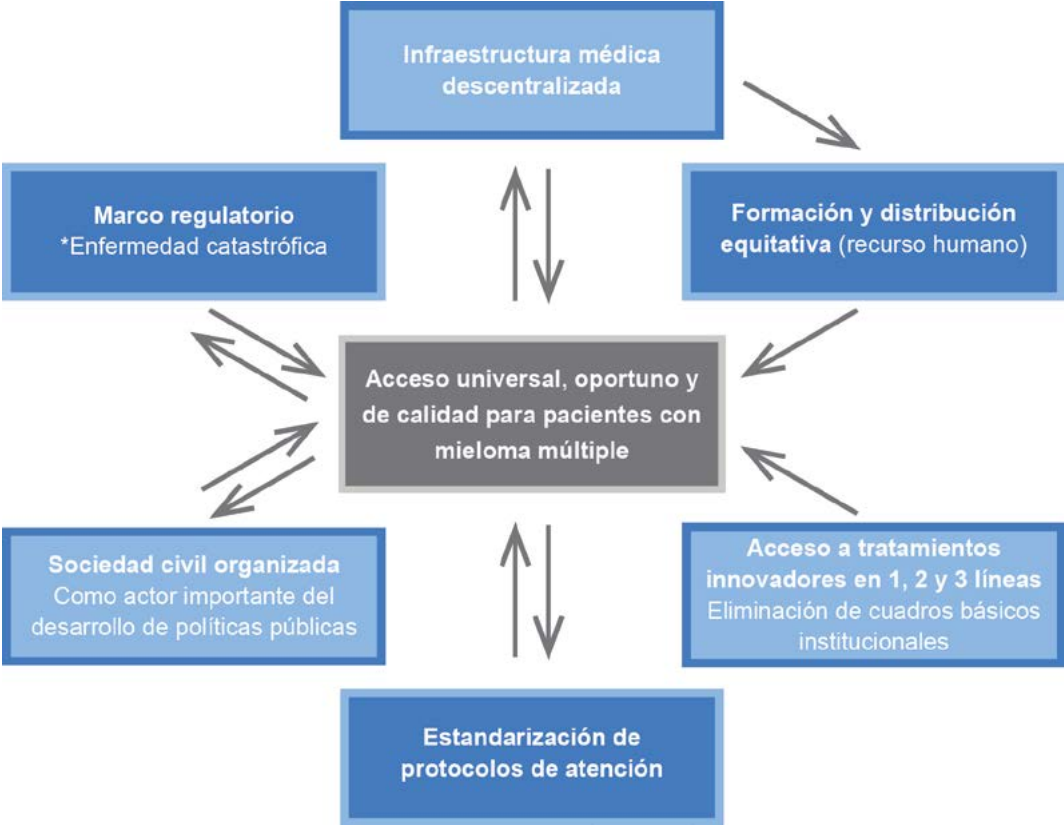 Infraestructura médica
descentralizada
Marco regulatorio
*Enfermedad catastrófica
Formación y distribución
equitativa (recurso humano)
Acceso universal, oportuno y
de calidad para pacientes con
mieloma múltiple
Sociedad civil organizada
Como actor importante del
desarrollo de políticas públicas
Acceso a tratamientos
innovadores en 1, 2 y 3 líneas
Eliminación de cuadros básicos
institucionales
Estandarización de
protocolos de atención